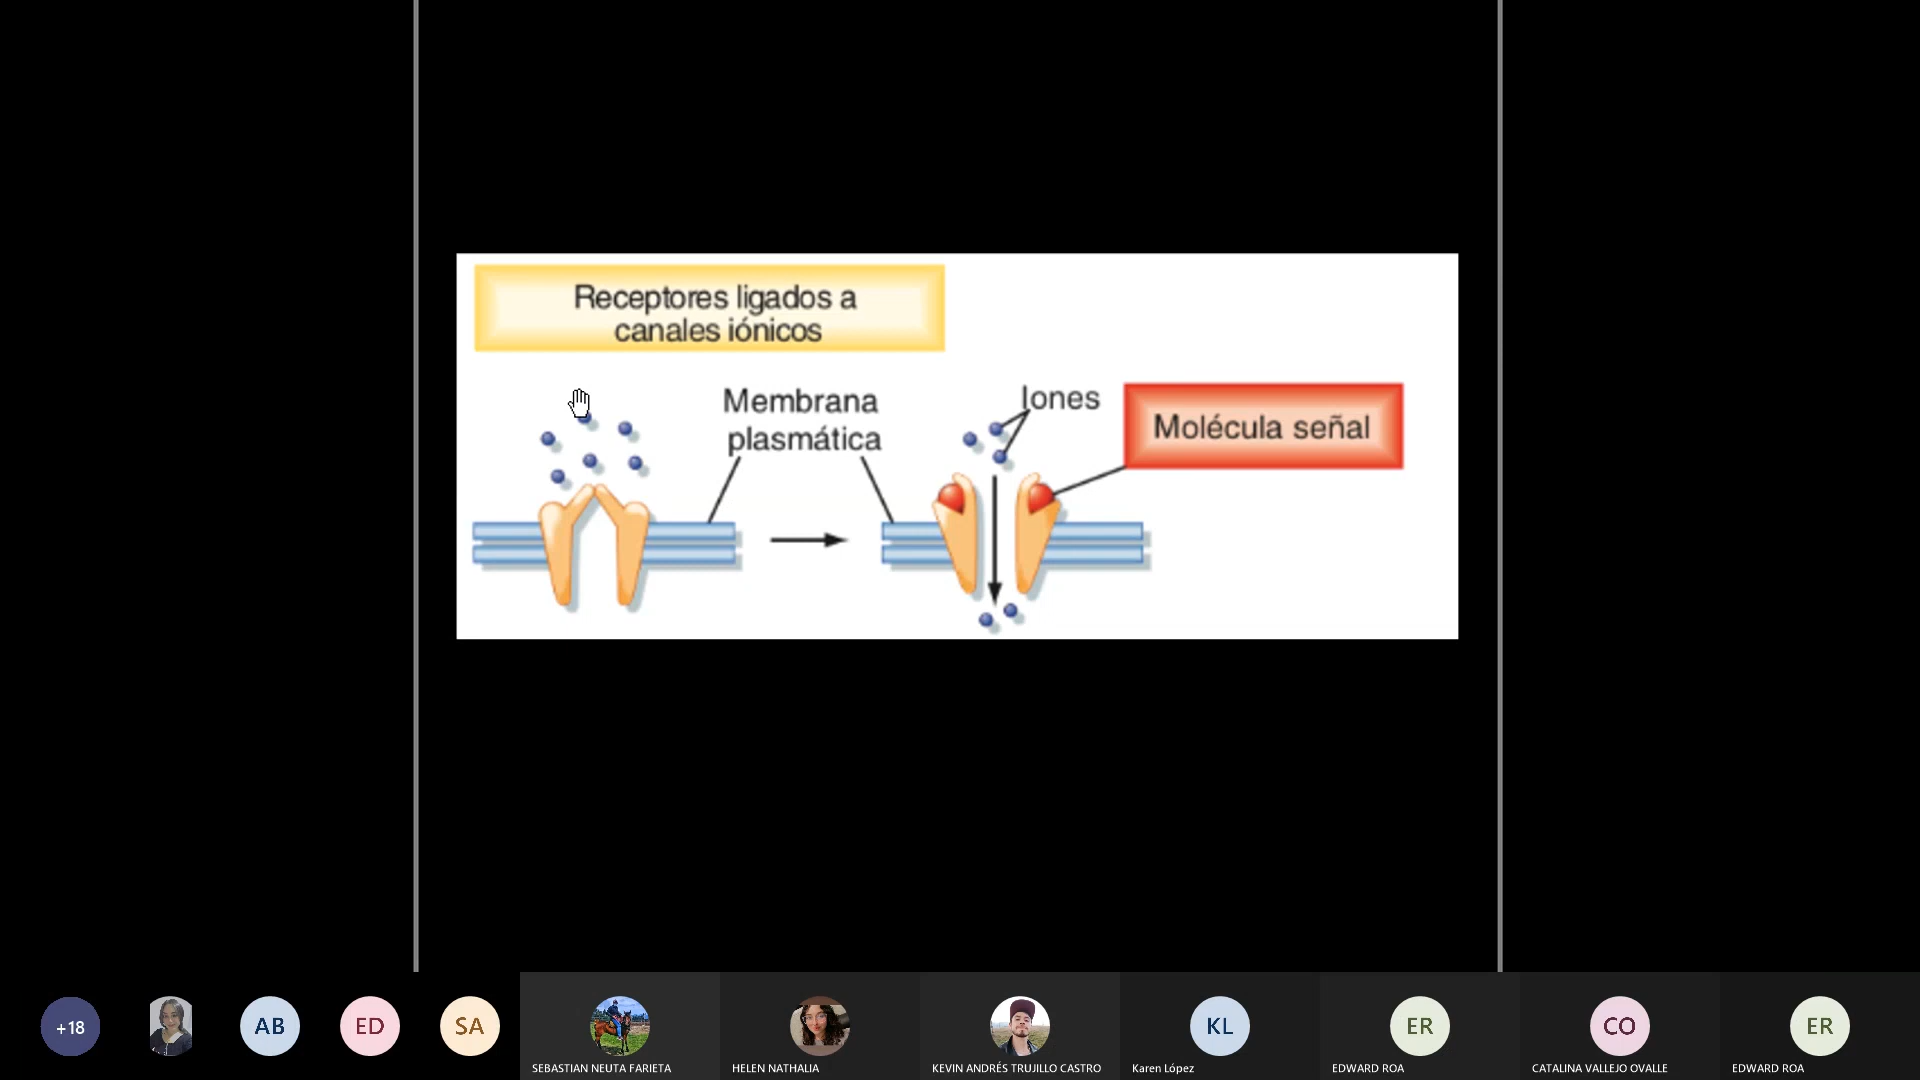 Receptores ligados a
canales iónicos
Membrana
plasmática
Iones
Molécula señal
+18
AB
ED
SA
SEBASTIAN NEUTA FARIETA
HELEN NATHALIA
KEVIN ANDRÉS TRUJILLO CASTRO
KL
Karen López
ER
EDWARD ROA
CO
CATALINA VALLEJO OVALLE
ER
EDWARD ROA